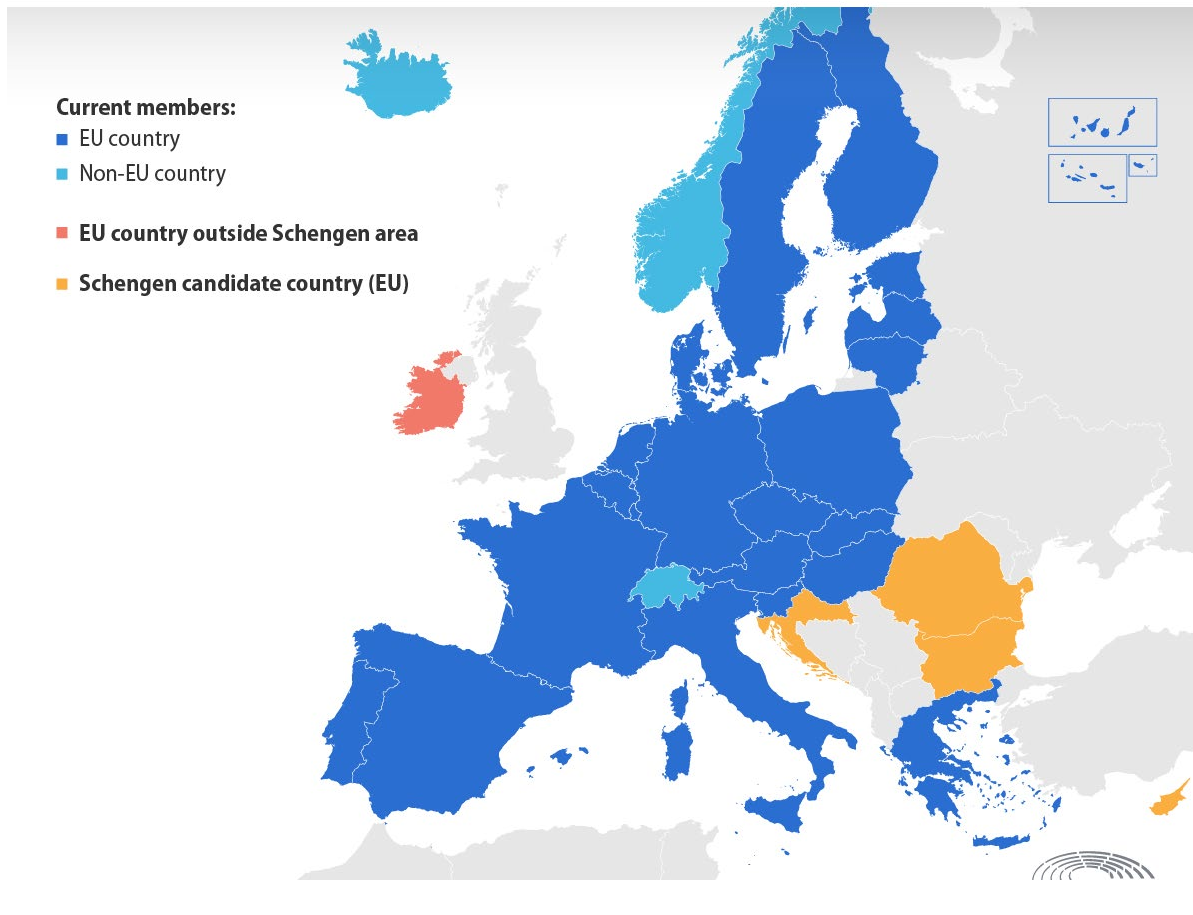 Current members:
EU country
Non-EU country
EU country outside Schengen area
Schengen candidate country (EU)